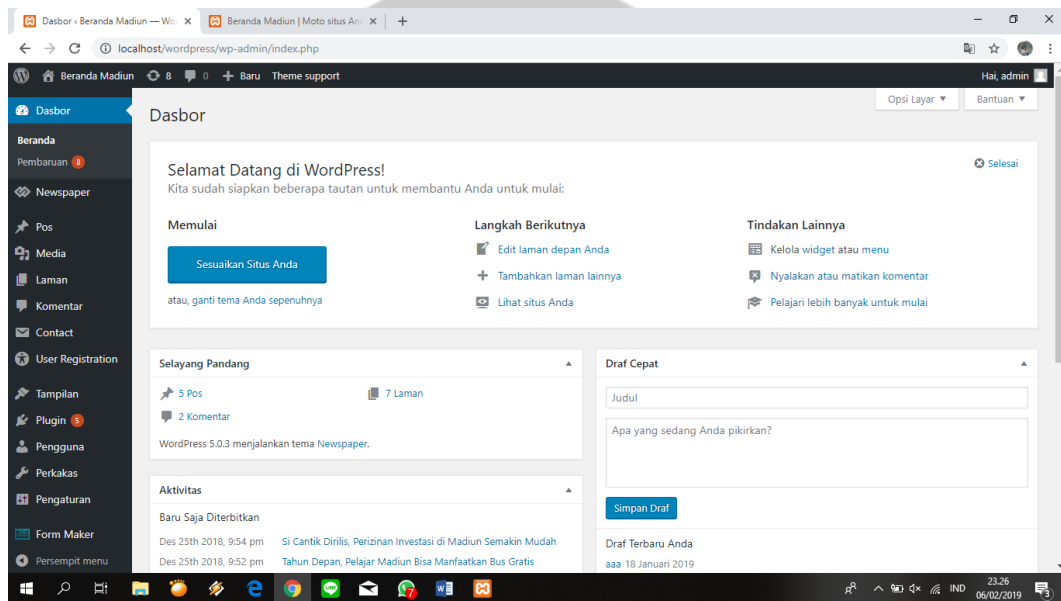 Dasbor ‹ Beranda Madiun — Wo
Beranda Madiun | Moto situs And
localhost/wordpress/wp-admin/index.php
Beranda Madiun 8 0 Baru Theme support Hai, admin
Dasbor
Beranda
Pembaruan 8
Newspaper
Pos
Media
Laman
Komentar
Contact
User Registration
Tampilan
Plugin 5
Pengguna
Perkakas
Pengaturan
Form Maker
Persempit menu
Opsi Layar Bantuan
Dasbor
Selamat Datang di WordPress!
Selesai
Kita sudah siapkan beberapa tautan untuk membantu Anda untuk mulai:
Memulai
Sesuaikan Situs Anda
atau, ganti tema Anda sepenuhnya
Langkah Berikutnya
Edit laman depan Anda
Tambahkan laman lainnya
Lihat situs Anda
Tindakan Lainnya
Kelola widget atau menu
Nyalakan atau matikan komentar
Pelajari lebih banyak untuk mulai
Selayang Pandang
5 Pos 7 Laman
2 Komentar
WordPress 5.0.3 menjalankan tema Newspaper.
Aktivitas
Baru Saja Diterbitkan
Des 25th 2018, 9:54 pm Si Cantik Dirilis, Perizinan Investasi di Madiun Semakin Mudah
Des 25th 2018, 9:52 pm Tahun Depan, Pelajar Madiun Bisa Manfaatkan Bus Gratis
Draf Cepat
Judul
Apa yang sedang Anda pikirkan?
Simpan Draf
Draf Terbaru Anda
aaa 18 Januari 2019
IND
23.26
06/02/2019